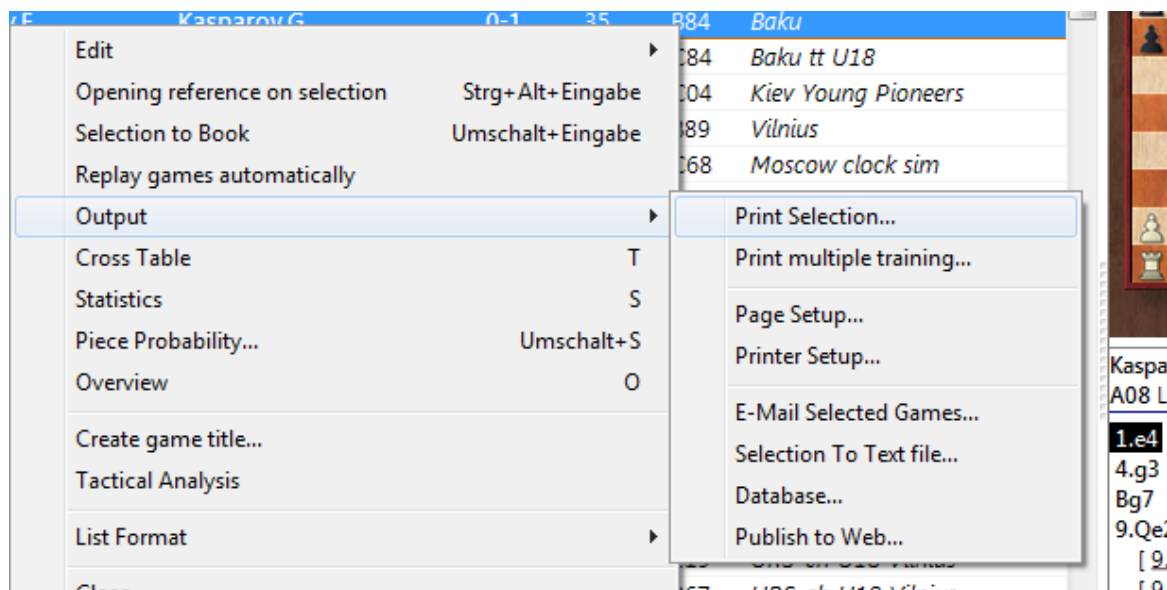 Kasparov G 0-1 35 B84 Baku
Baku tt U18
Kiev Young Pioneers
Vilnius
Moscow clock sim
Edit
Opening reference on selection Strg+Alt+Eingabe
Selection to Book Umschalt+Eingabe
Replay games automatically
Output
Cross Table T
Statistics S
Piece Probability... Umschalt+S
Overview O
Create game title...
Tactical Analysis
List Format
Print Selection...
Print multiple training...
Page Setup...
Printer Setup...
E-Mail Selected Games...
Selection To Text file...
Database...
Publish to Web...
Kaspa
A08 L
1.e4
4.g3
Bg7
9.Qe2
[ 9.